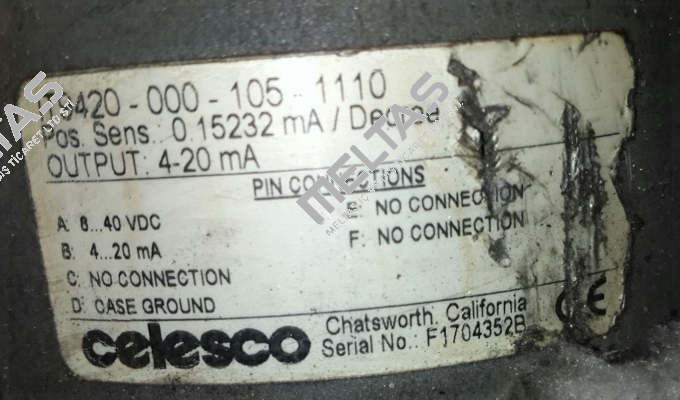 420-000-105-1110
Pos. Sens. 0.15232 mA / Degree
OUTPUT: 4-20 mA
PIN CONNECTIONS
A: 8...40 VDC
B: 4...20 mA
C: NO CONNECTION
D: CASE GROUND
E: NO CONNECTION
F: NO CONNECTION
celesco
Chatsworth, California
Serial No.: F1704352B
CE
MELTAS